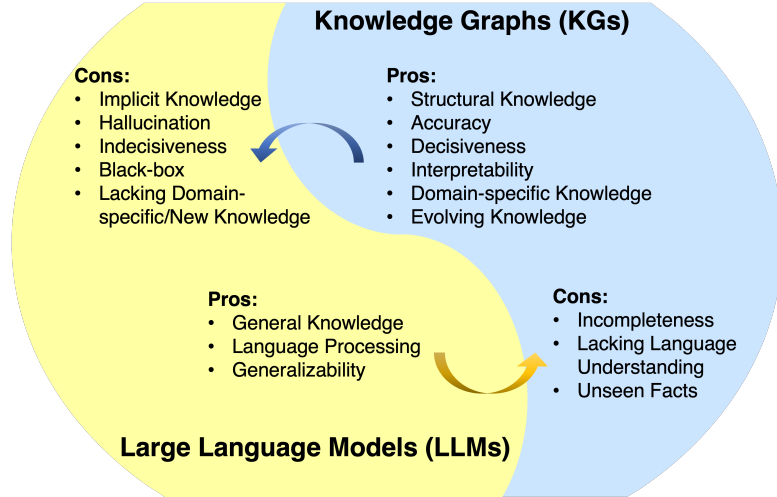 Knowledge Graphs (KGs)
Cons:
• Implicit Knowledge
• Hallucination
• Indecisiveness
• Black-box
• Lacking Domain-
specific/New Knowledge
Pros:
• Structural Knowledge
• Accuracy
• Decisiveness
• Interpretability
• Domain-specific Knowledge
• Evolving Knowledge
Pros:
• General Knowledge
• Language Processing
• Generalizability
Cons:
• Incompleteness
• Lacking Language
Understanding
• Unseen Facts
Large Language Models (LLMs)